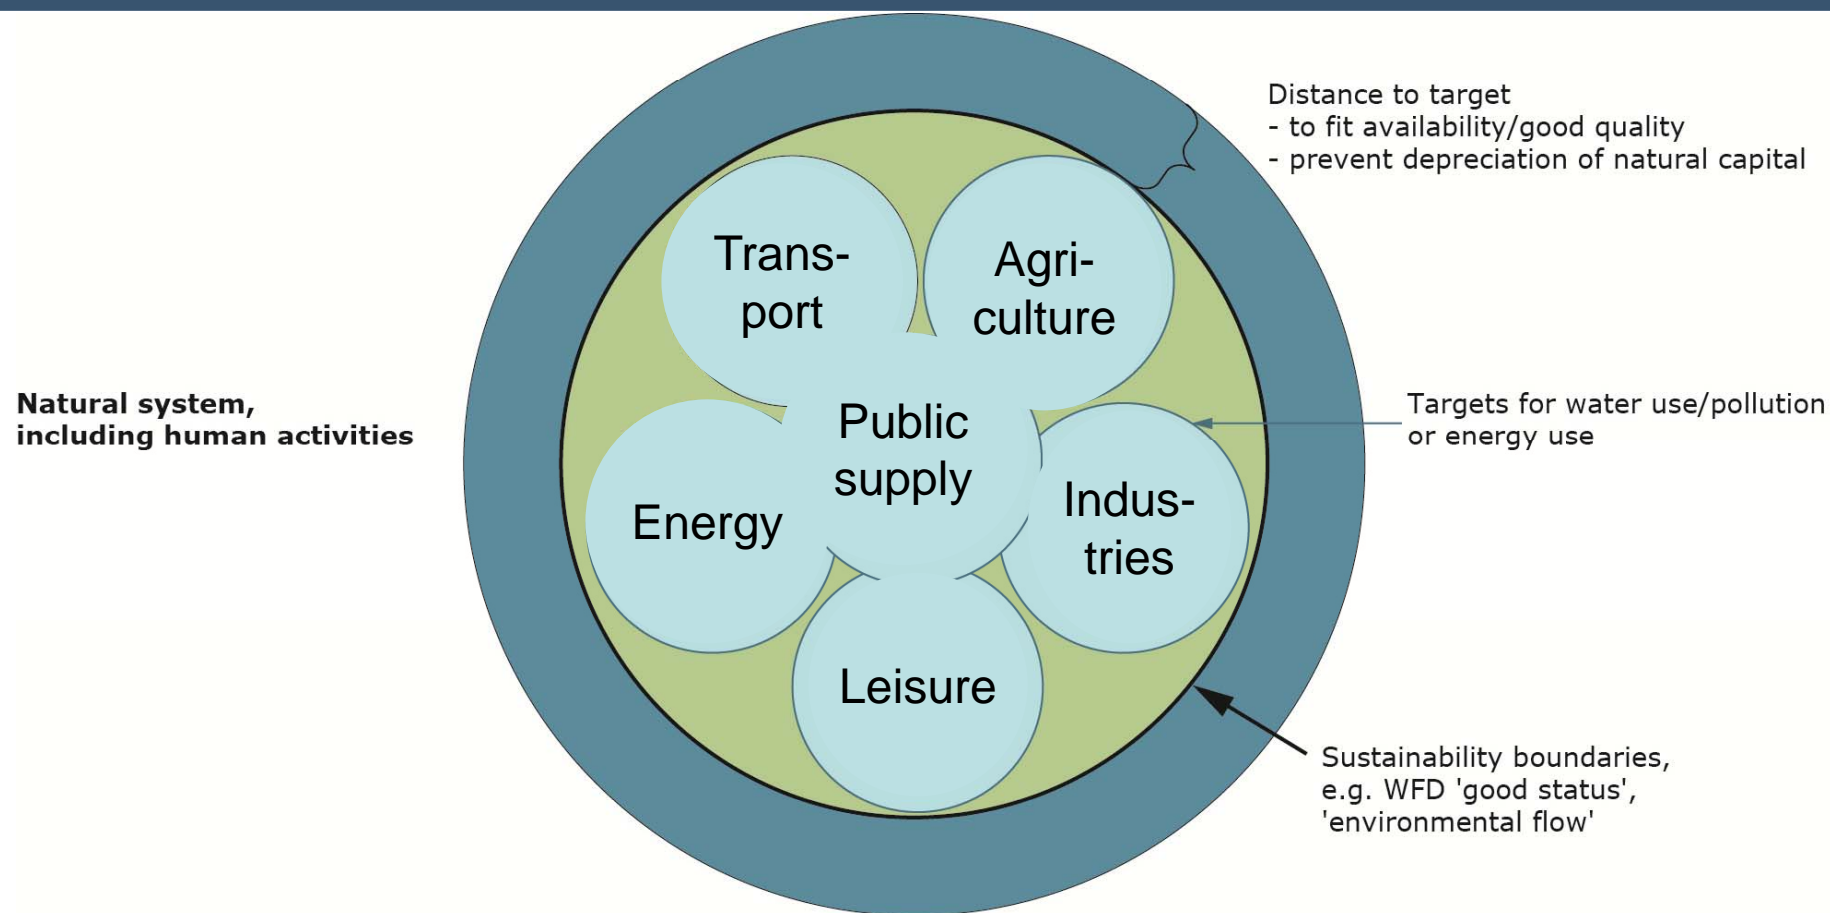 Distance to target
- to fit availability/good quality
- prevent depreciation of natural capital
Trans-
port
Agri-
culture
Natural system,
including human activities
Public
supply
Targets for water use/pollution
or energy use
Energy
Indus-
tries
Leisure
Sustainability boundaries,
e.g. WFD 'good status',
'environmental flow'